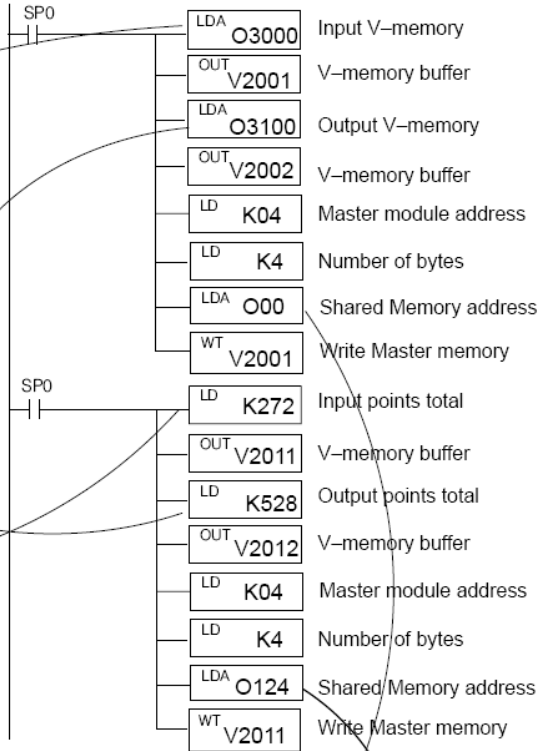 SP0
LDA O3000 Input V–memory
OUT V2001 V–memory buffer
LDA O3100 Output V–memory
OUT V2002 V–memory buffer
LD K04 Master module address
LD K4 Number of bytes
LDA O00 Shared Memory address
WT V2001 Write Master memory
SP0
LD K272 Input points total
OUT V2011 V–memory buffer
LD K528 Output points total
OUT V2012 V–memory buffer
LD K04 Master module address
LD K4 Number of bytes
LDA O124 Shared Memory address
WT V2011 Write Master memory